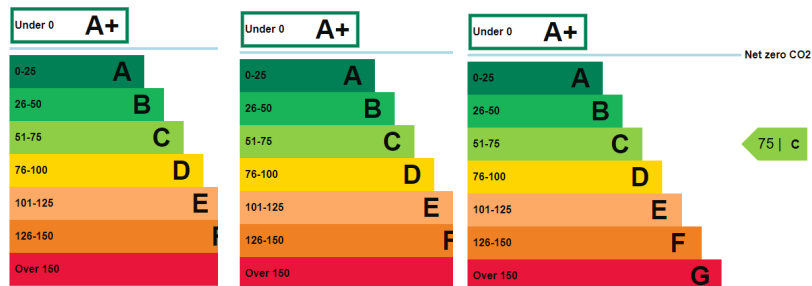 Under 0 A+
0-25 A
26-50 B
51-75 C
76-100 D
101-125 E
126-150 F
Over 150
Under 0 A+
0-25 A
26-50 B
51-75 C
76-100 D
101-125 E
126-150 F
Over 150
Under 0 A+
Net zero CO2
0-25 A
26-50 B
51-75 C
75 | C
76-100 D
101-125 E
126-150 F
Over 150 G